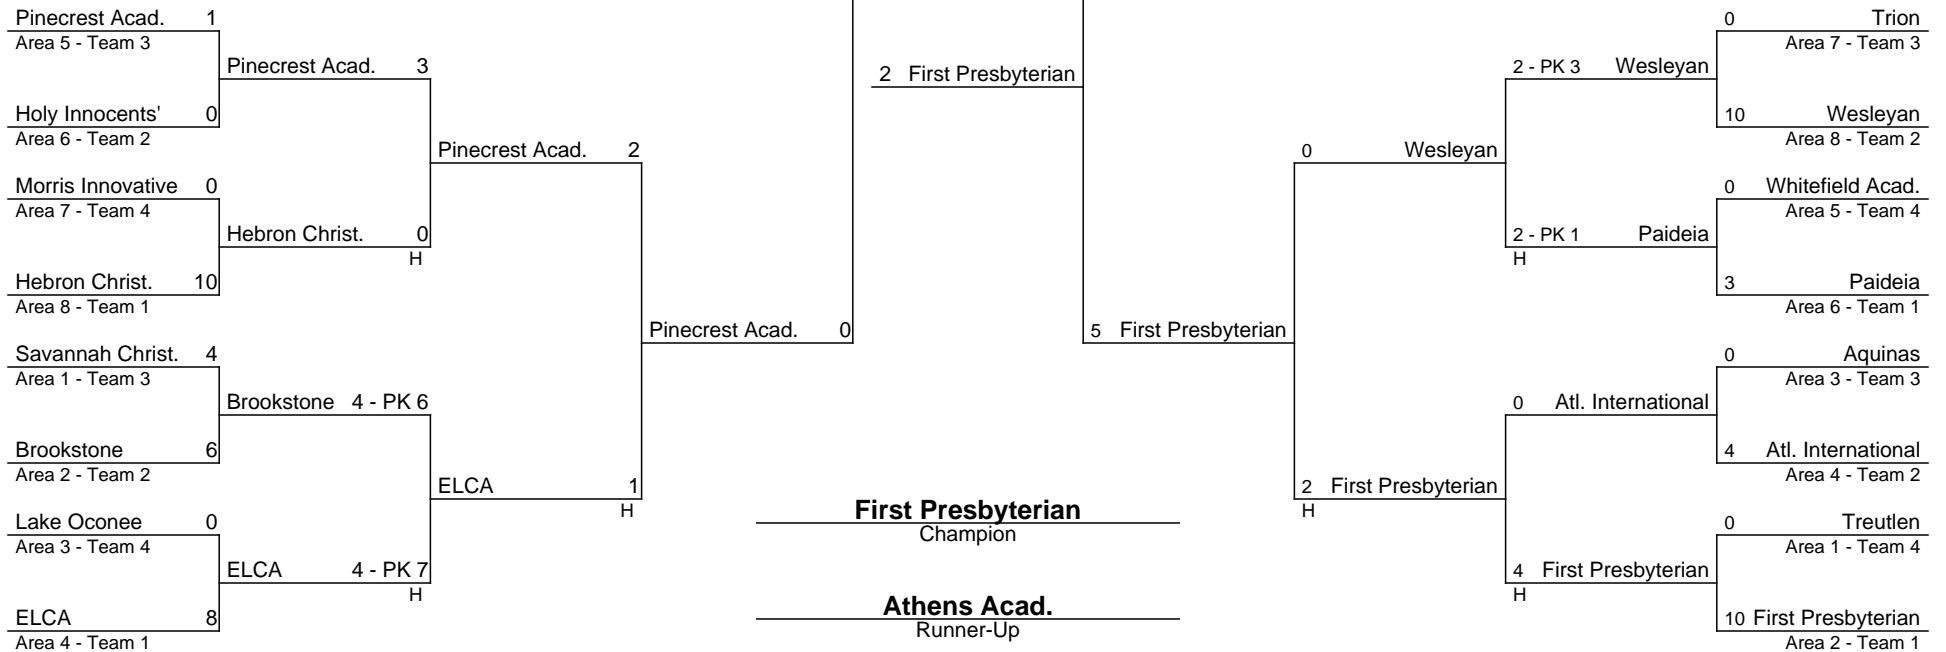 Pinecrest Acad. 1
Area 5 - Team 3
Pinecrest Acad. 3
Holy Innocents' 0
Area 6 - Team 2
Pinecrest Acad. 2
Morris Innovative 0
Area 7 - Team 4
Hebron Christ. 0
H
Hebron Christ. 10
Area 8 - Team 1
Pinecrest Acad. 0
Savannah Christ. 4
Area 1 - Team 3
Brookstone 4 - PK 6
Brookstone 6
Area 2 - Team 2
ELCA 1
H
Lake Oconee 0
Area 3 - Team 4
ELCA 4 - PK 7
H
ELCA 8
Area 4 - Team 1
2 First Presbyterian
5 First Presbyterian
First Presbyterian
Champion
Athens Acad.
Runner-Up
0 Trion
Area 7 - Team 3
2 - PK 3 Wesleyan
10 Wesleyan
Area 8 - Team 2
0 Wesleyan
0 Whitefield Acad.
Area 5 - Team 4
2 - PK 1 Paideia
H
3 Paideia
Area 6 - Team 1
0 Aquinas
Area 3 - Team 3
0 Atl. International
4 Atl. International
Area 4 - Team 2
2 First Presbyterian
H
0 Treutlen
Area 1 - Team 4
4 First Presbyterian
H
10 First Presbyterian
Area 2 - Team 1